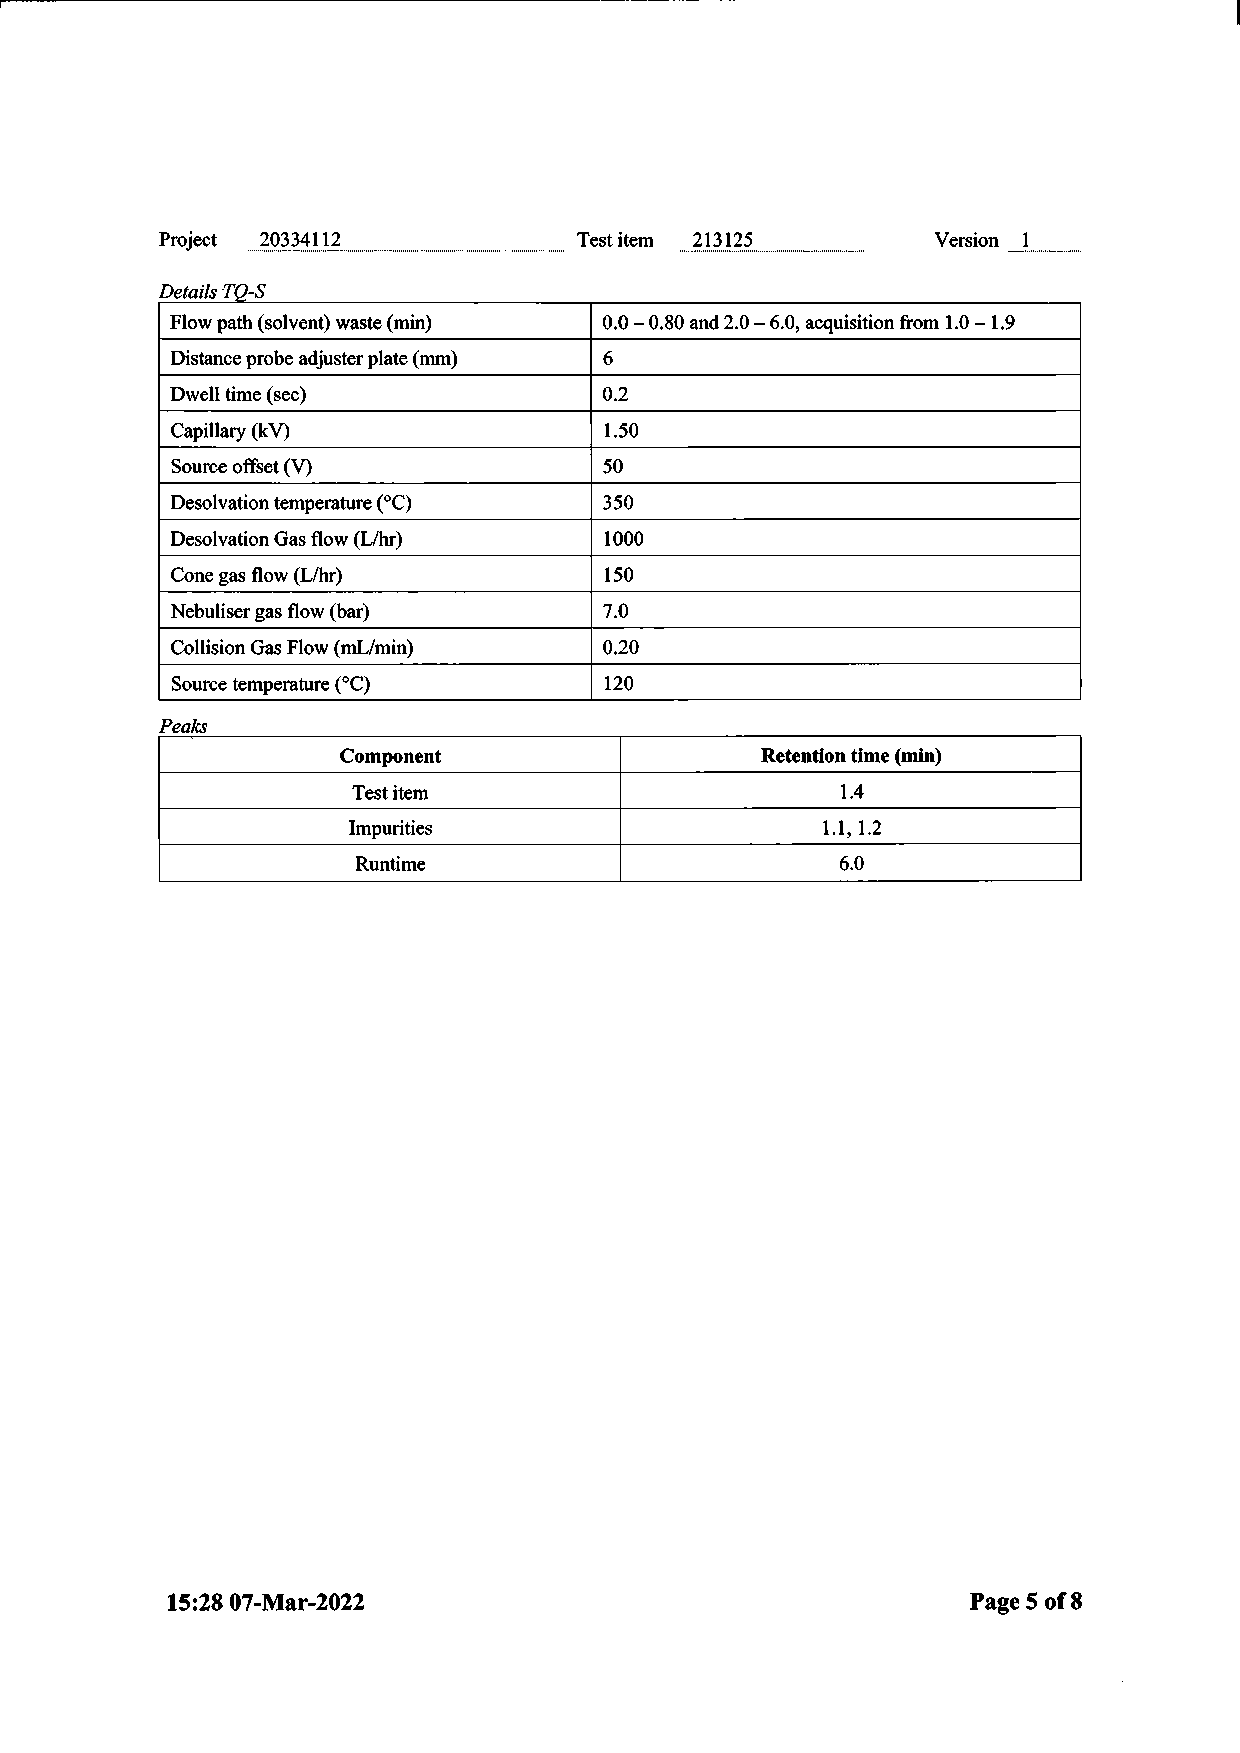 Project 20334112 Test item 213125 Version 1
Details TQ-S
Flow path (solvent) waste (min) 0.0 – 0.80 and 2.0 – 6.0, acquisition from 1.0 – 1.9
Distance probe adjuster plate (mm) 6
Dwell time (sec) 0.2
Capillary (kV) 1.50
Source offset (V) 50
Desolvation temperature (°C) 350
Desolvation Gas flow (L/hr) 1000
Cone gas flow (L/hr) 150
Nebuliser gas flow (bar) 7.0
Collision Gas Flow (mL/min) 0.20
Source temperature (°C) 120
Peaks
Component Retention time (min)
Test item 1.4
Impurities 1.1, 1.2
Runtime 6.0
15:28 07-Mar-2022 Page 5 of 8